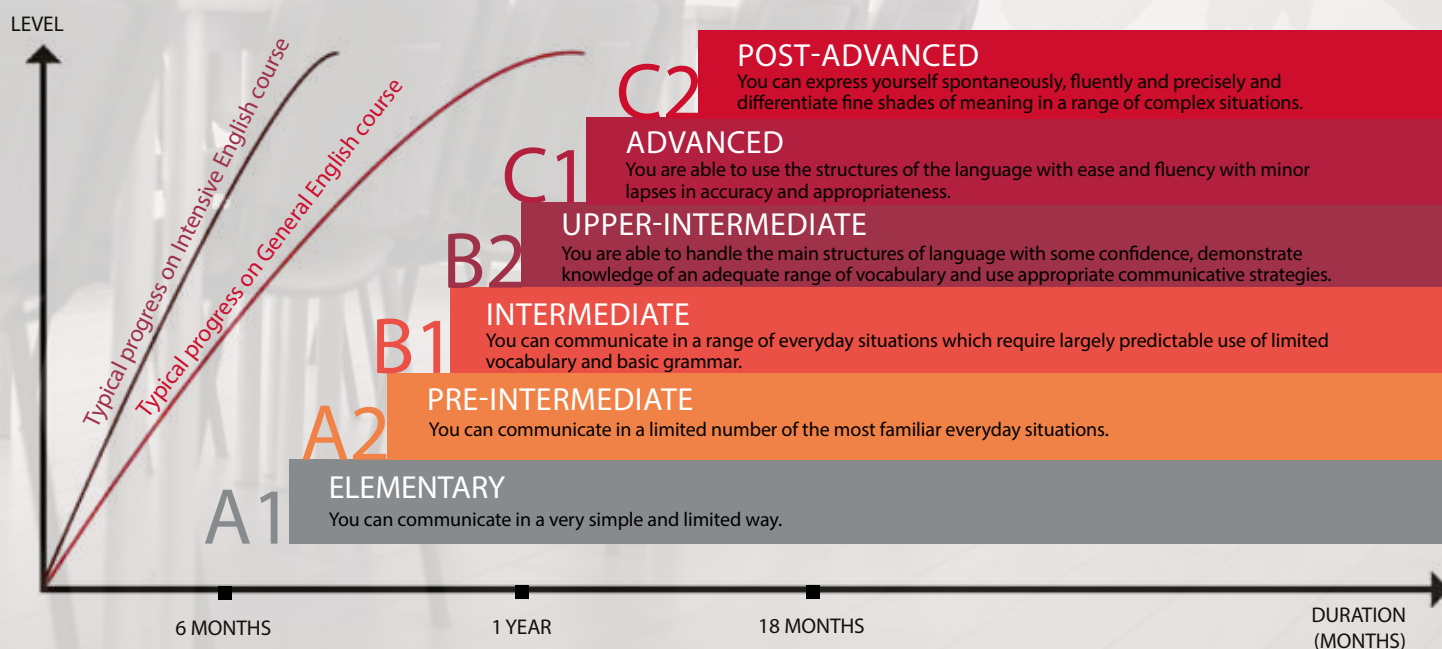 LEVEL
Typical progress on Intensive English course
Typical progress on General English course
C2
POST-ADVANCED
You can express yourself spontaneously, fluently and precisely and
differentiate fine shades of meaning in a range of complex situations.
C1
ADVANCED
You are able to use the structures of the language with ease and fluency with minor
lapses in accuracy and appropriateness.
B2
UPPER-INTERMEDIATE
You are able to handle the main structures of language with some confidence, demonstrate
knowledge of an adequate range of vocabulary and use appropriate communicative strategies.
B1
INTERMEDIATE
You can communicate in a range of everyday situations which require largely predictable use of limited
vocabulary and basic grammar.
A2
PRE-INTERMEDIATE
You can communicate in a limited number of the most familiar everyday situations.
A1
ELEMENTARY
You can communicate in a very simple and limited way.
6 MONTHS
1 YEAR
18 MONTHS
DURATION
(MONTHS)